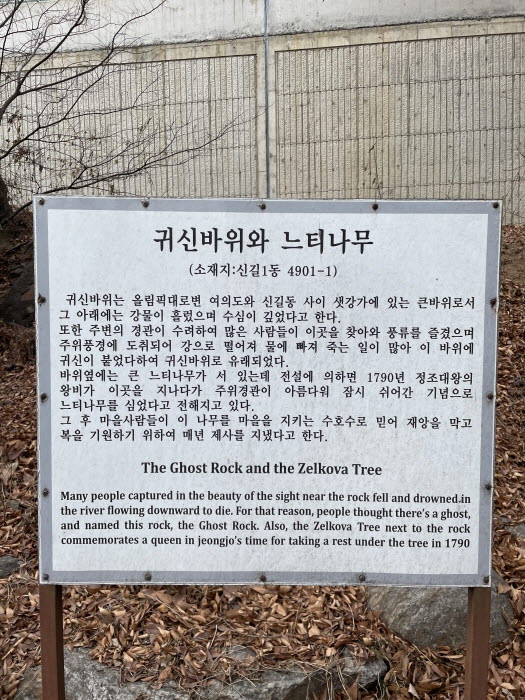 귀신바위와 느티나무
(소재지:신길1동 4901-1)
귀신바위는 올림픽대로변 여의도와 신길동 사이 샛강가에 있는 큰바위로서
그 아래에는 강물이 흘렀으며 수심이 깊었다고 한다.
또한 주변의 경관이 수려하여 많은 사람들이 이곳을 찾아와 풍류를 즐겼으며
주위풍경에 도취되어 강으로 떨어져 물에 빠져 죽는 일이 많아 이 바위에
귀신이 붙었다하여 귀신바위로 유래되었다.
바위옆에는 큰 느티나무가 서 있는데 전설에 의하면 1790년 정조대왕의
왕비가 이곳을 지나다가 주위경관이 아름다워 잠시 쉬어간 기념으로
느티나무를 심었다고 전해지고 있다.
그 후 마을사람들이 이 나무를 마을을 지키는 수호수로 믿어 재앙을 막고
복을 기원하기 위하여 매년 제사를 지냈다고 한다.
The Ghost Rock and the Zelkova Tree
Many people captured in the beauty of the sight near the rock fell and drowned.in
the river flowing downward to die. For that reason, people thought there's a ghost,
and named this rock, the Ghost Rock. Also, the Zelkova Tree next to the rock
commemorates a queen in jeongjo's time for taking a rest under the tree in 1790